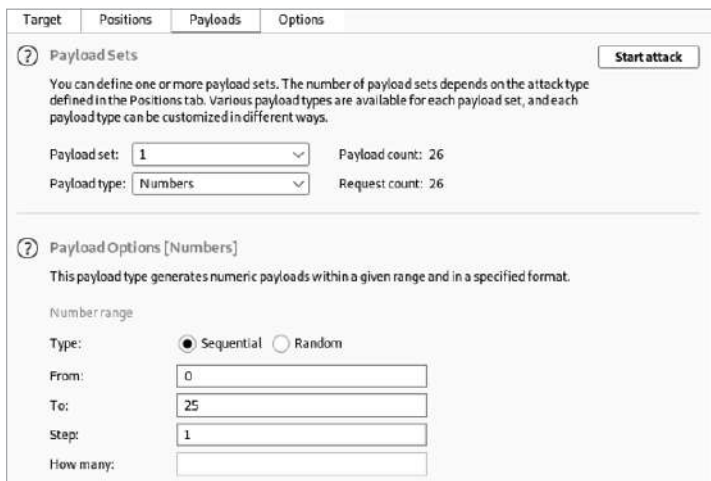 Target Positions Payloads Options
? Payload Sets Start attack
You can define one or more payload sets. The number of payload sets depends on the attack type
defined in the Positions tab. Various payload types are available for each payload set, and each
payload type can be customized in different ways.
Payload set: 1 Payload count: 26
Payload type: Numbers Request count: 26
? Payload Options [Numbers]
This payload type generates numeric payloads within a given range and in a specified format.
Number range
Type: Sequential Random
From: 0
To: 25
Step: 1
How many: